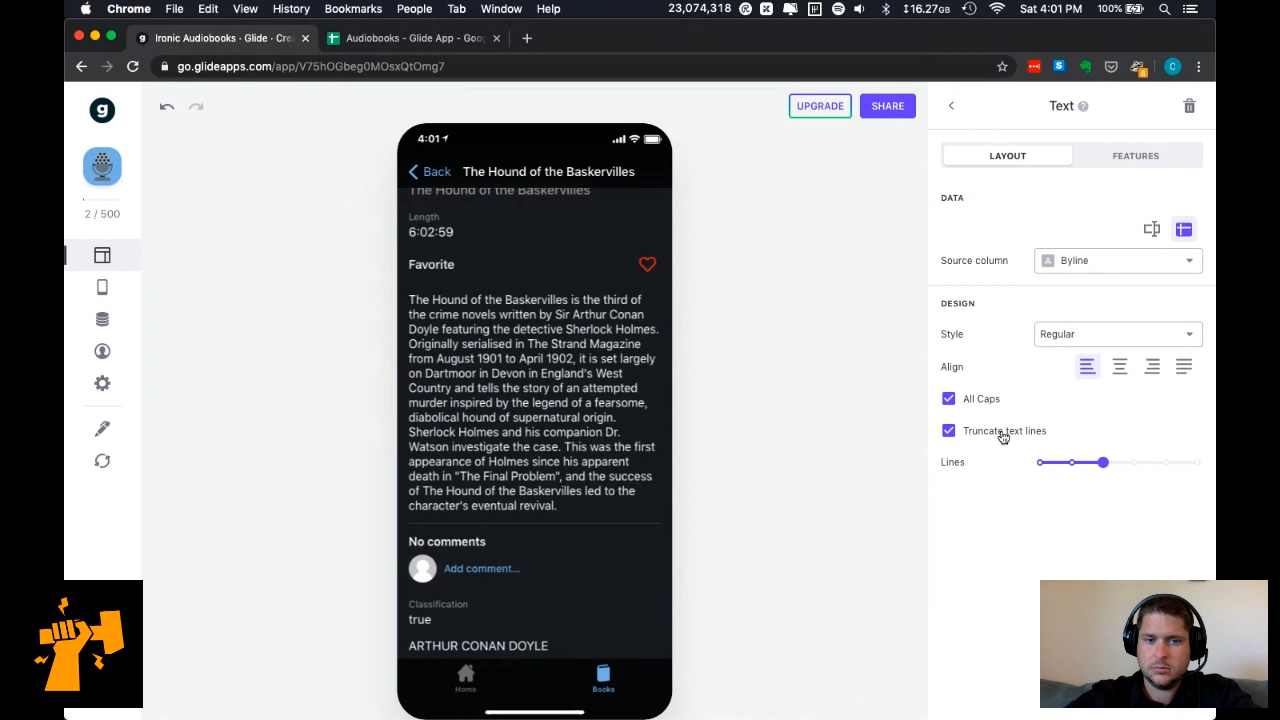 Chrome File Edit View History Bookmarks People Tab Window Help 23,074,318 16.27GB Sat 4:01 PM 100%
Ironic Audiobooks · Glide · Cre
Audiobooks - Glide App - Goo
go.glideapps.com/app/V75hOGbeg0MOsxQtOmg7
g
UPGRADE
SHARE
Text
2 / 500
4:01
Back
The Hound of the Baskervilles
The Hound of the Baskervilles
Length
6:02:59
Favorite
The Hound of the Baskervilles is the third of
the crime novels written by Sir Arthur Conan
Doyle featuring the detective Sherlock Holmes.
Originally serialised in The Strand Magazine
from August 1901 to April 1902, it is set largely
on Dartmoor in Devon in England's West
Country and tells the story of an attempted
murder inspired by the legend of a fearsome,
diabolical hound of supernatural origin.
Sherlock Holmes and his companion Dr.
Watson investigate the case. This was the first
appearance of Holmes since his apparent
death in "The Final Problem", and the success
of The Hound of the Baskervilles led to the
character's eventual revival.
No comments
Add comment...
Classification
true
ARTHUR CONAN DOYLE
Home
Books
LAYOUT
FEATURES
DATA
Source column
A Byline
DESIGN
Style
Regular
Align
All Caps
Truncate text lines
Lines